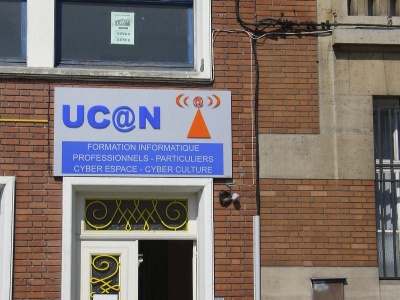 UC@N
@
FORMATION INFORMATIQUE
PROFESSIONNELS - PARTICULIERS
CYBER ESPACE - CYBER CULTURE